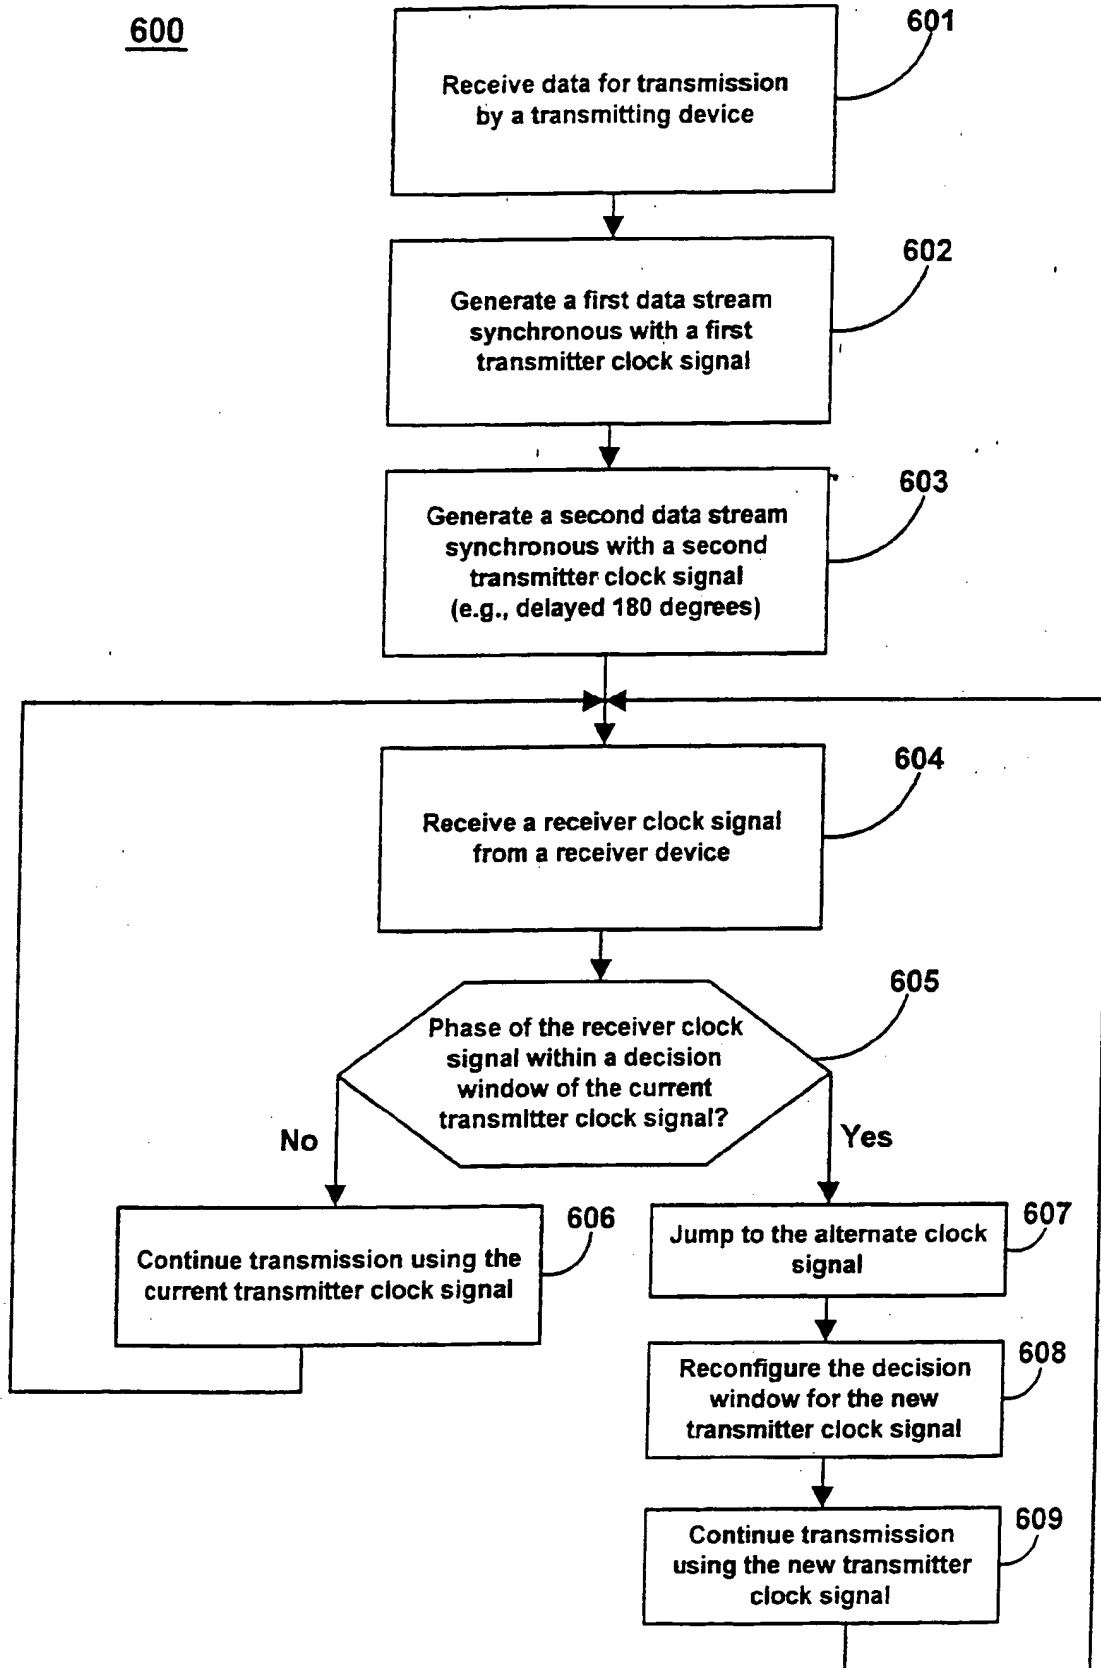 600
601
Receive data for transmission
by a transmitting device
602
Generate a first data stream
synchronous with a first
transmitter clock signal
603
Generate a second data stream
synchronous with a second
transmitter clock signal
(e.g., delayed 180 degrees)
604
Receive a receiver clock signal
from a receiver device
605
Phase of the receiver clock
signal within a decision
window of the current
transmitter clock signal?
No
Yes
606
Continue transmission using the
current transmitter clock signal
607
Jump to the alternate clock
signal
608
Reconfigure the decision
window for the new
transmitter clock signal
609
Continue transmission
using the new transmitter
clock signal